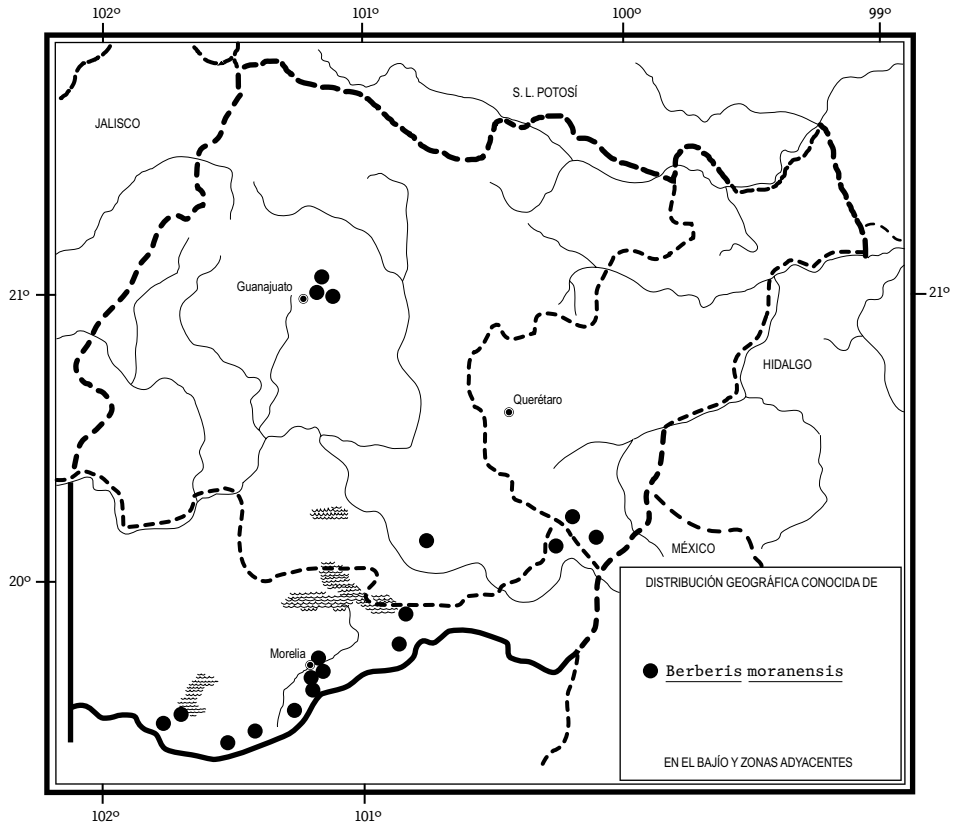 102º 101º 100º 99º
S. L. POTOSÍ
JALISCO
Guanajuato
21º 21º
HIDALGO
Querétaro
MÉXICO
20º
DISTRIBUCIÓN GEOGRÁFICA CONOCIDA DE
Morelia
Berberis moranensis
EN EL BAJÍO Y ZONAS ADYACENTES
102º 101º